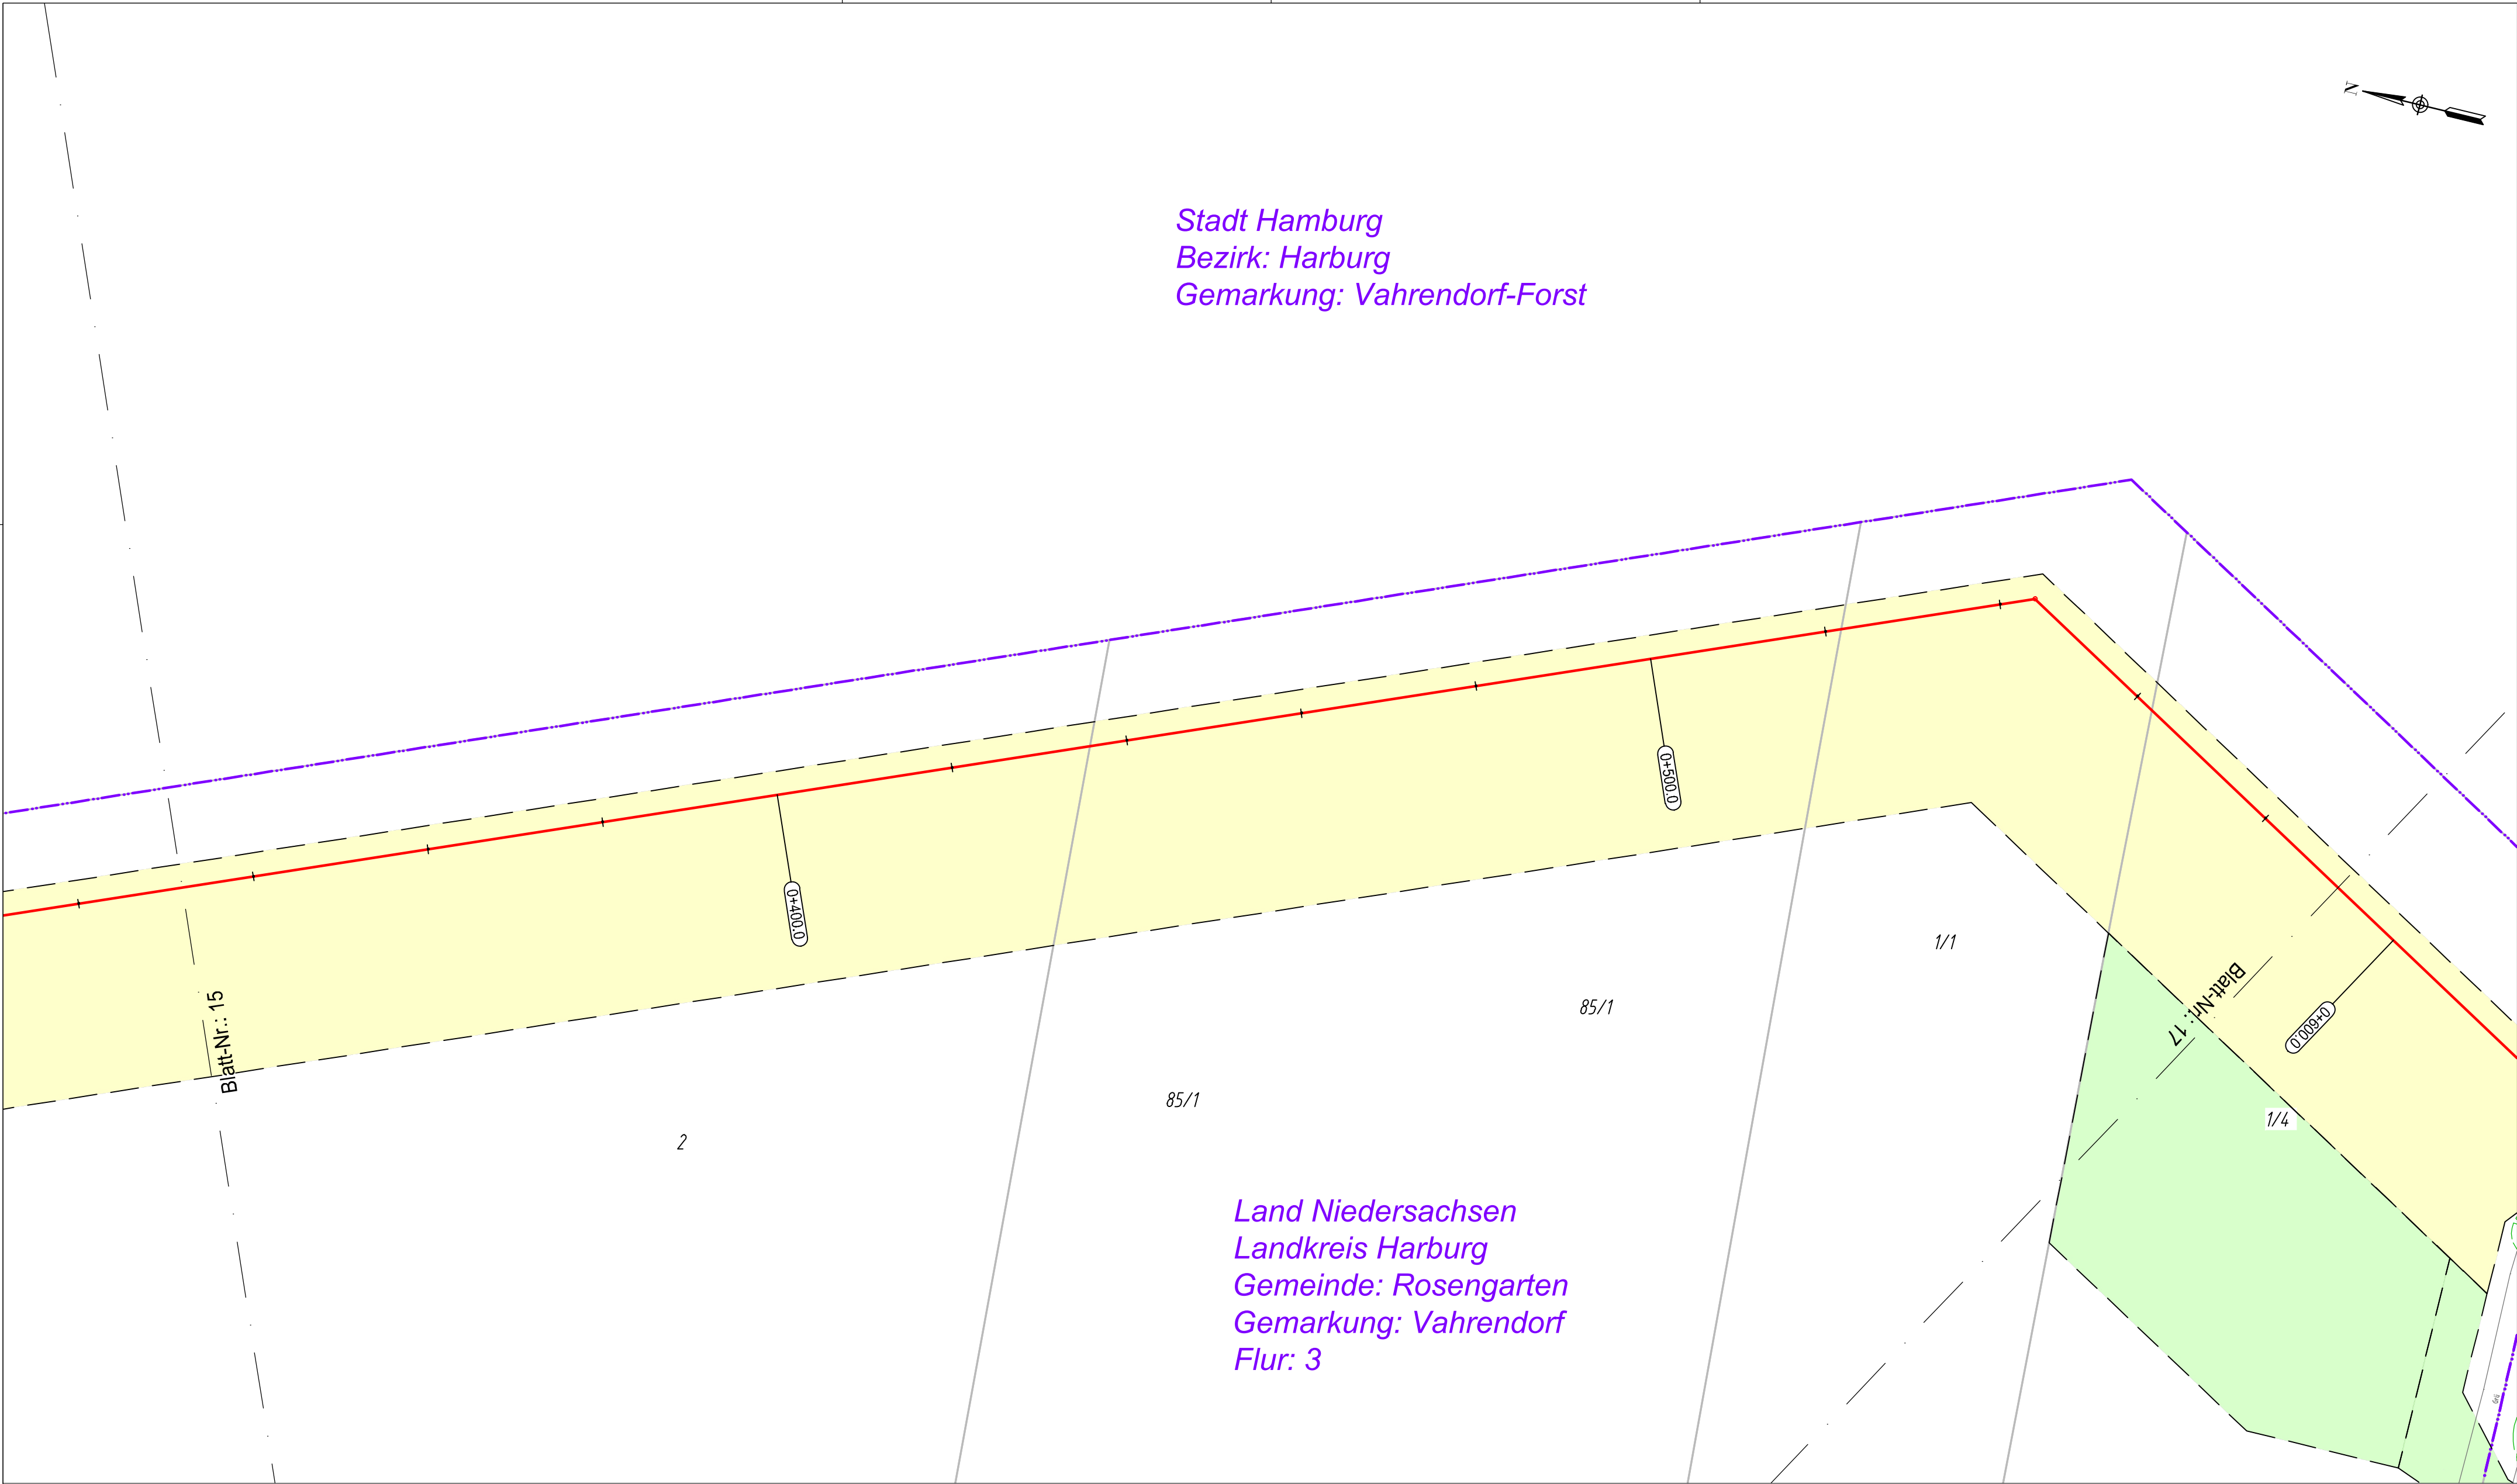 N
Stadt Hamburg
Bezirk: Harburg
Gemarkung: Vahrendorf-Forst
0+500.0
0+400.0
1/1
Blatt-Nr.: 15
85/1
Blatt-Nr.: 17
0+600.0
85/1
1/4
2
Land Niedersachsen
Landkreis Harburg
Gemeinde: Rosengarten
Gemarkung: Vahrendorf
Flur: 3